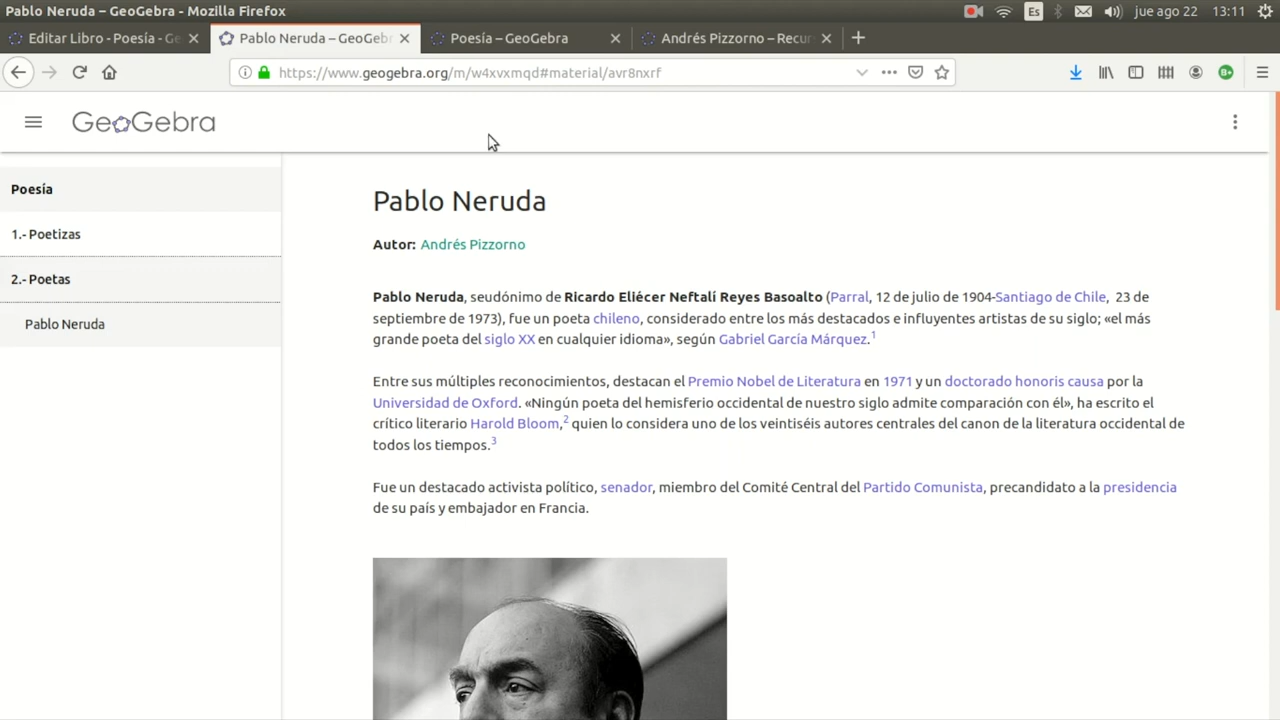 Pablo Neruda – GeoGebra - Mozilla Firefox
Es
jue ago 22
13:11
Editar Libro - Poesía - Ge
Pablo Neruda – GeoGebr
Poesía – GeoGebra
Andrés Pizzorno – Recur
https://www.geogebra.org/m/w4xvxmqd#material/avr8nxrf
GeoGebra
Poesía
1.- Poetizas
2.- Poetas
Pablo Neruda
Pablo Neruda
Autor: Andrés Pizzorno
Pablo Neruda, seudónimo de Ricardo Eliécer Neftalí Reyes Basoalto (Parral, 12 de julio de 1904-Santiago de Chile, 23 de
septiembre de 1973), fue un poeta chileno, considerado entre los más destacados e influyentes artistas de su siglo; «el más
grande poeta del siglo XX en cualquier idioma», según Gabriel García Márquez.1
Entre sus múltiples reconocimientos, destacan el Premio Nobel de Literatura en 1971 y un doctorado honoris causa por la
Universidad de Oxford. «Ningún poeta del hemisferio occidental de nuestro siglo admite comparación con él», ha escrito el
crítico literario Harold Bloom,2 quien lo considera uno de los veintiséis autores centrales del canon de la literatura occidental de
todos los tiempos.3
Fue un destacado activista político, senador, miembro del Comité Central del Partido Comunista, precandidato a la presidencia
de su país y embajador en Francia.